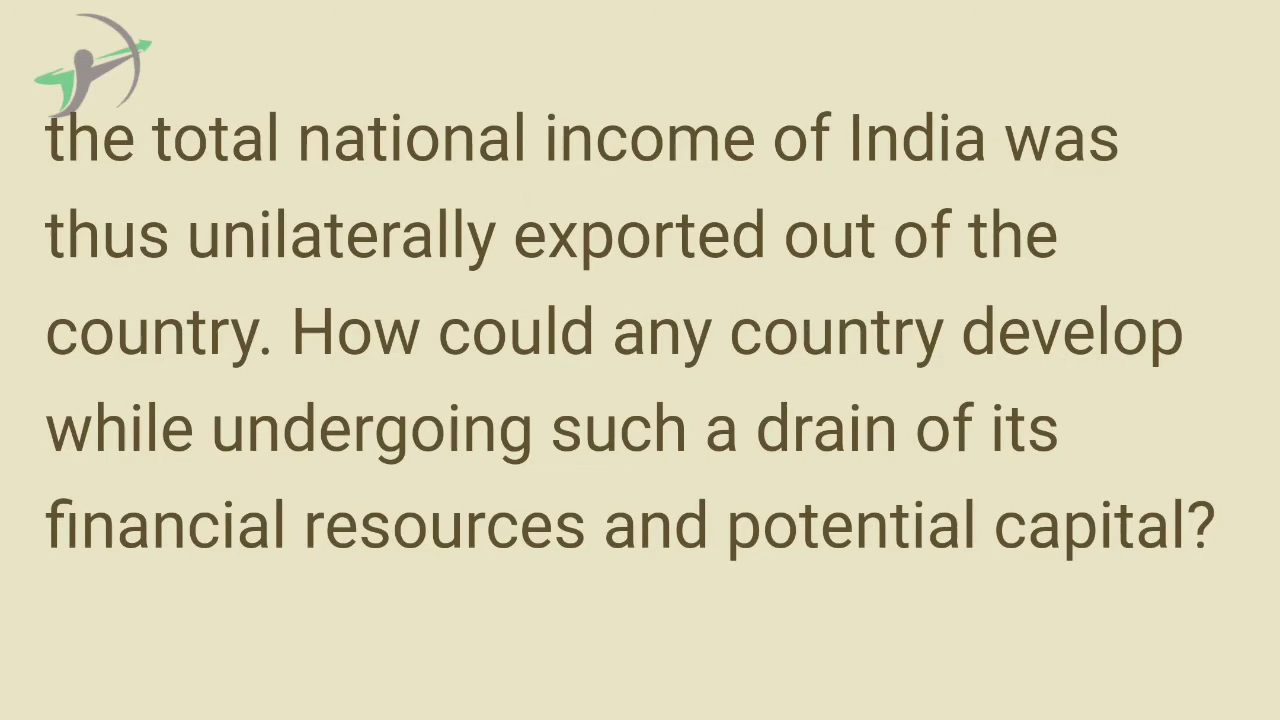 the total national income of India was
thus unilaterally exported out of the
country. How could any country develop
while undergoing such a drain of its
financial resources and potential capital?